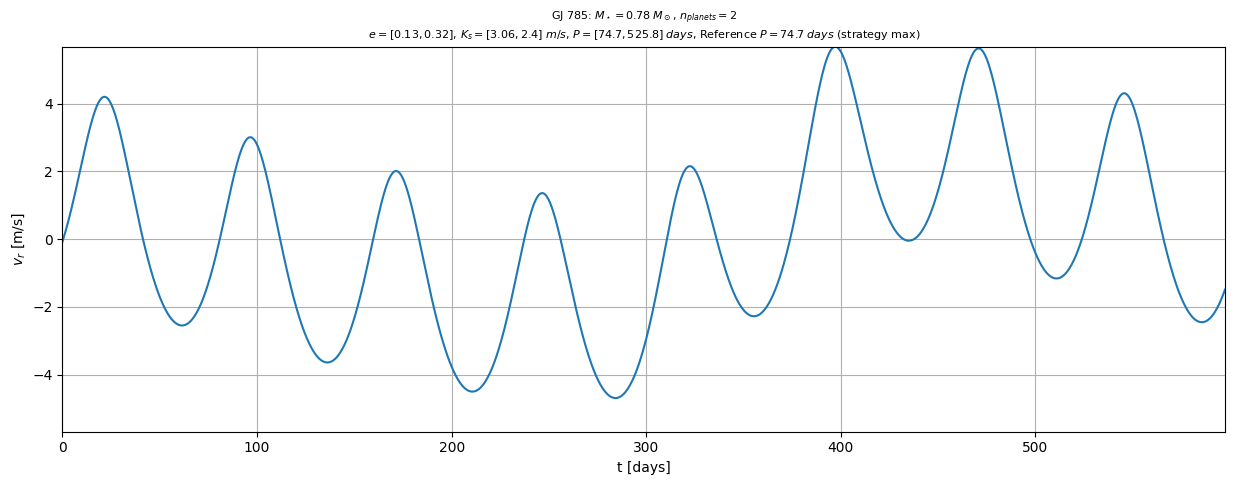 GJ 785: $M_\star = 0.78\ M_\odot$, $n_{planets} = 2$
$e = [0.13, 0.32]$, $K_s = [3.06, 2.4]\ m/s$, $P = [74.7, 525.8]\ days$, Reference $P = 74.7\ days$ (strategy max)
4
2
0
−2
−4
$v_r$ [m/s]
0 100 200 300 400 500
t [days]